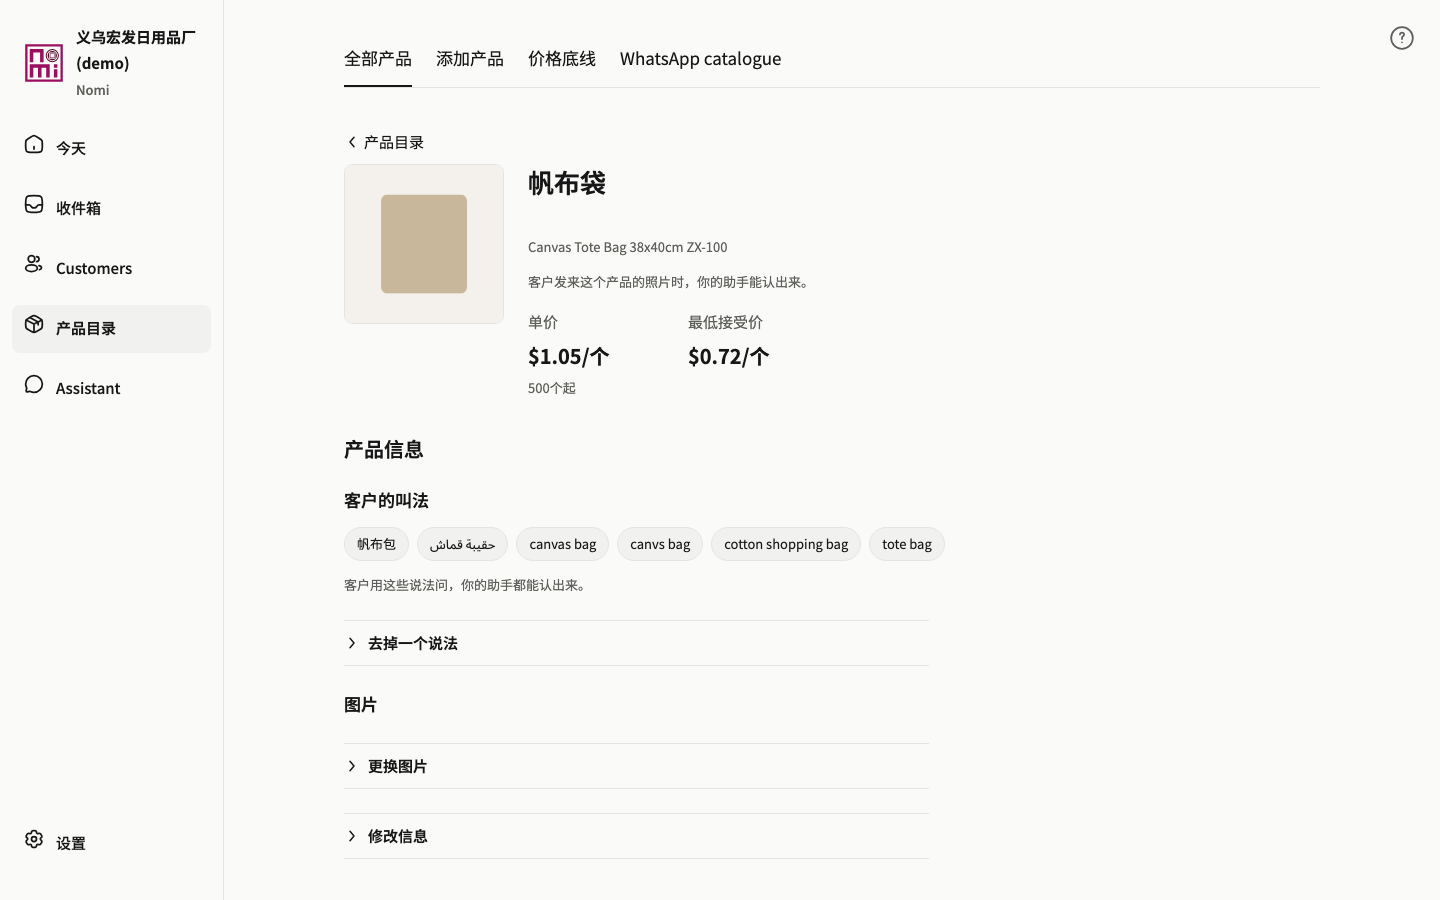 义乌宏发日用品厂
(demo)
Nomi
今天
收件箱
Customers
产品目录
Assistant
设置
全部产品
添加产品
价格底线
WhatsApp catalogue
产品目录
帆布袋
Canvas Tote Bag 38x40cm ZX-100
客户发来这个产品的照片时，你的助手能认出来。
单价
最低接受价
$1.05/个
$0.72/个
500个起
产品信息
客户的叫法
帆布包
حقيبة قماش
canvas bag
canvs bag
cotton shopping bag
tote bag
客户用这些说法问，你的助手都能认出来。
去掉一个说法
图片
更换图片
修改信息